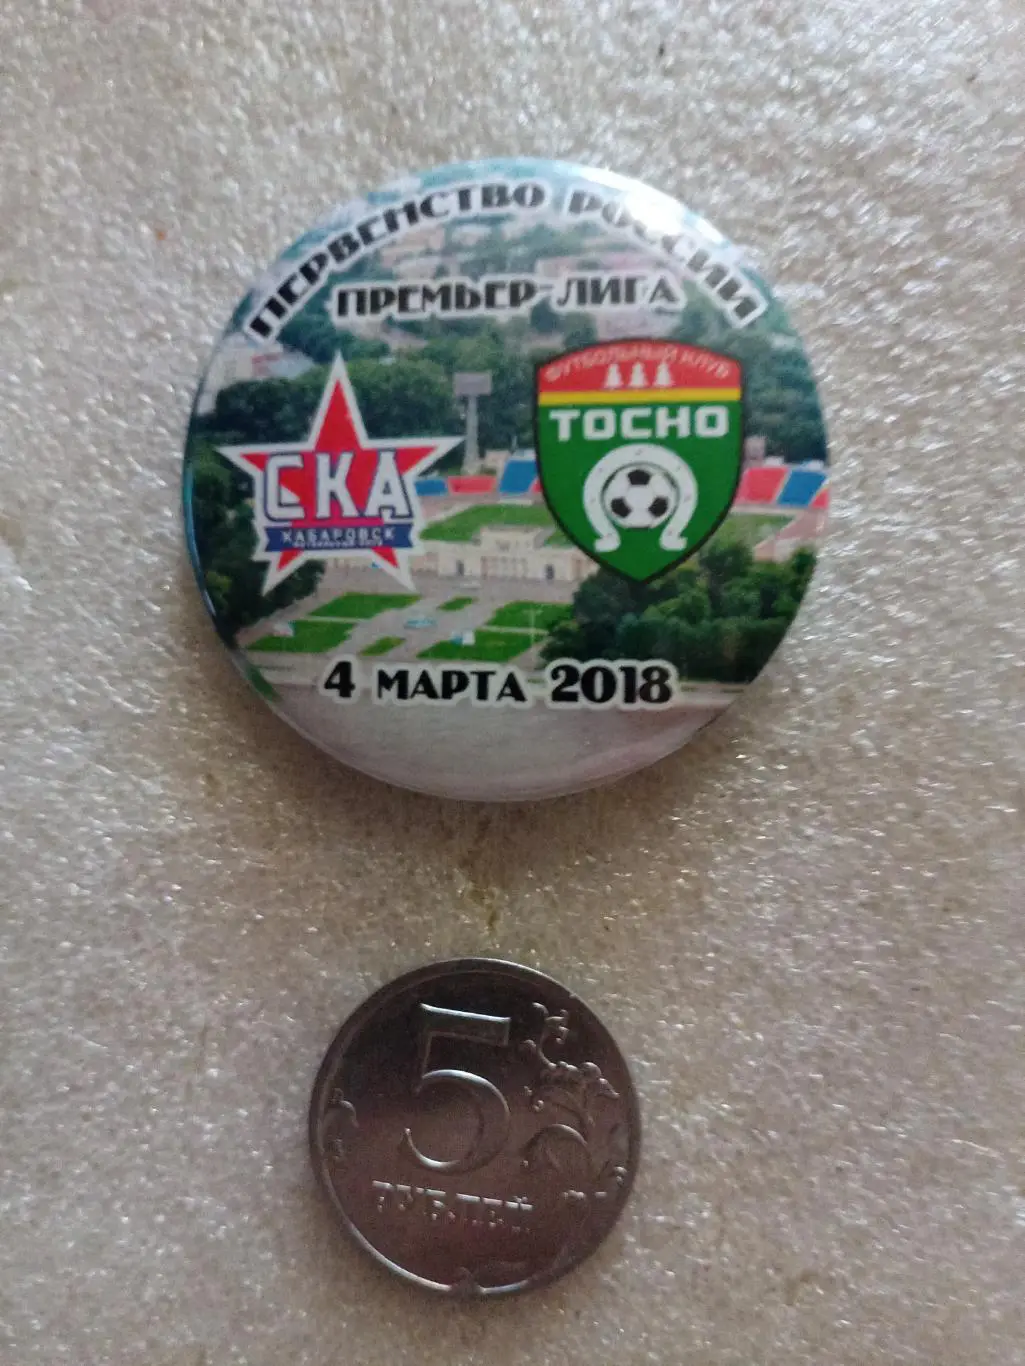 ПЕРВЕНСТВО РОССИИ
ПРЕМЬЕР-ЛИГА
ФУТБОЛЬНЫЙ КЛУБ
ТОСНО
СКА
ХАБАРОВСК
4 МАРТА 2018
5
РУБЛЕЙ